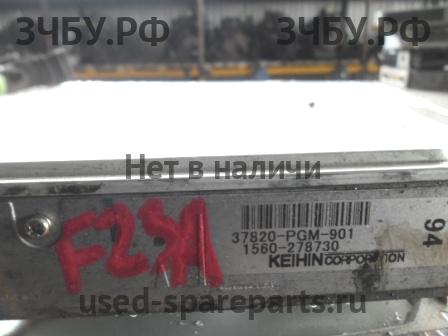 ЗЧБУ.РФ ЗЧБУ.РФ
Нет в наличи
37820-PGM-901
1560-278730
94
KEIHIN CORPORATION
F23A
used-spareparts.ru